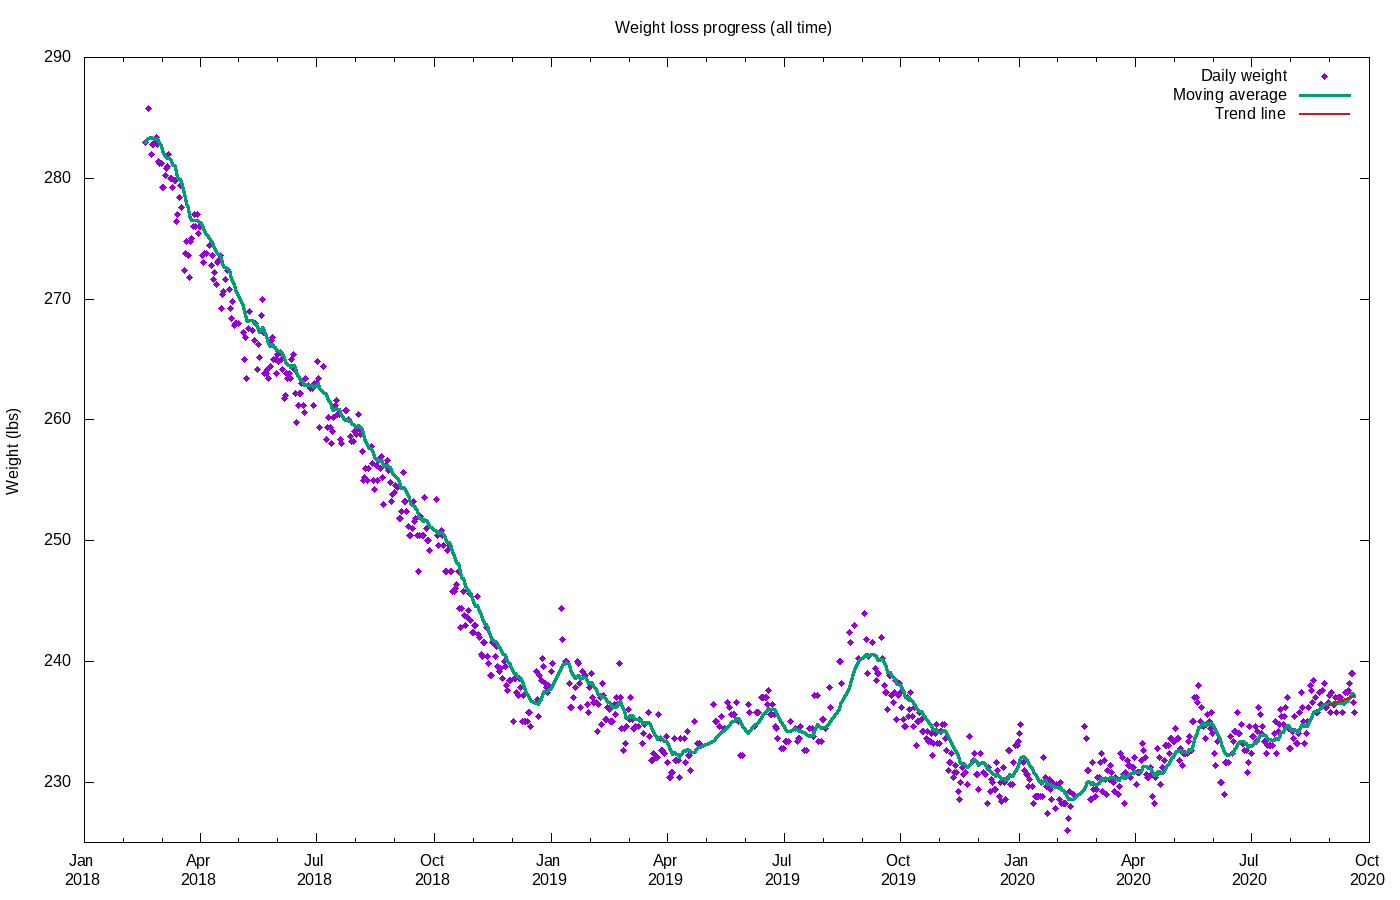 Weight loss progress (all time)
Daily weight
Moving average
Trend line
Weight (lbs)
290
280
270
260
250
240
230
Jan Apr Jul Oct Jan Apr Jul Oct Jan Apr Jul Oct
2018 2018 2018 2018 2019 2019 2019 2019 2020 2020 2020 2020